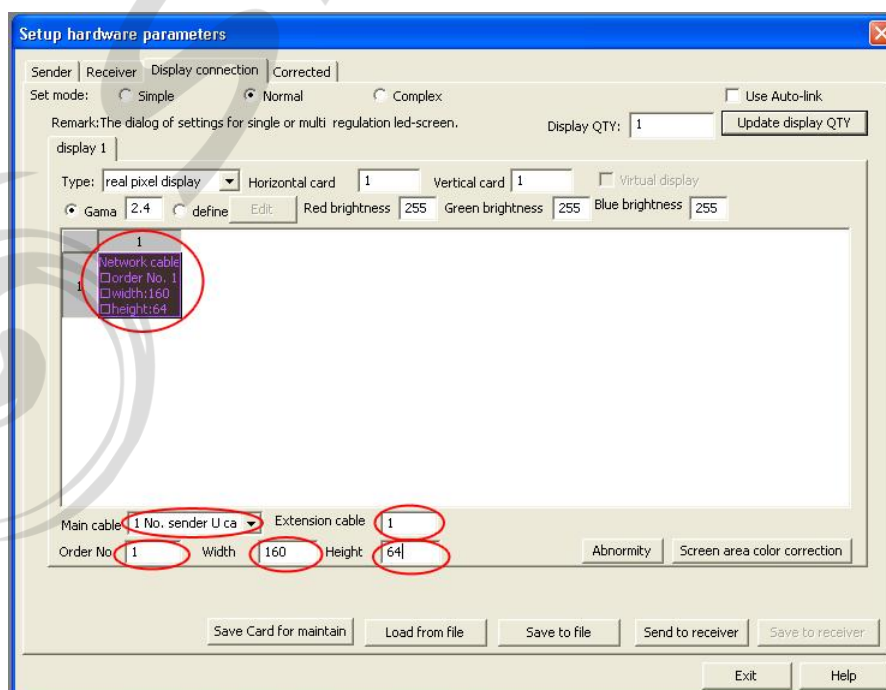 Setup hardware parameters
Sender Receiver Display connection Corrected
Set mode: Simple Normal Complex Use Auto-link
Remark:The dialog of settings for single or multi regulation led-screen. Display QTY: 1 Update display QTY
display 1
Type: real pixel display Horizontal card 1 Vertical card 1 Virtual display
Gama 2.4 define Edit Red brightness 255 Green brightness 255 Blue brightness 255
1
Network cable
order No. 1
1 width:160
height:64
Main cable 1 No. sender U ca Extension cable 1
Order No 1 Width 160 Height 64 Abnormity Screen area color correction
Save Card for maintain Load from file Save to file Send to receiver Save to receiver
Exit Help